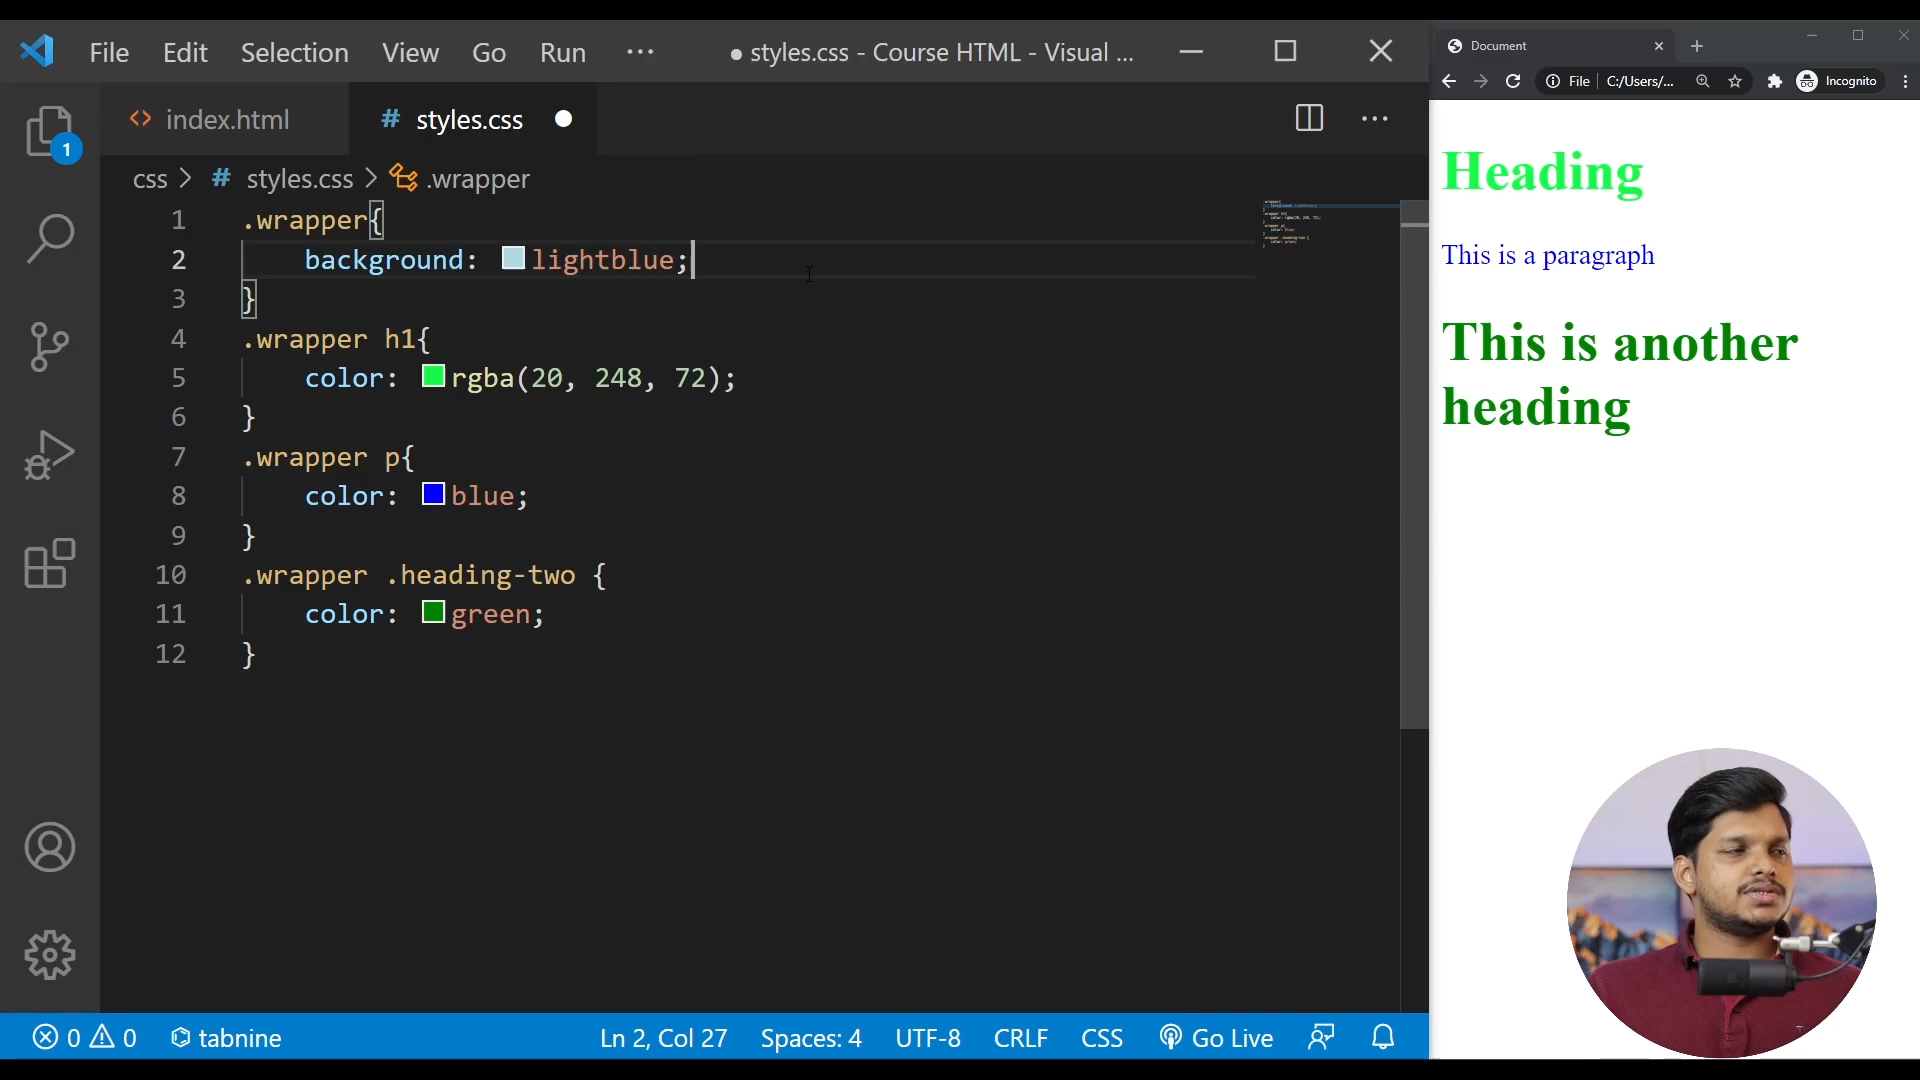 File Edit Selection View Go Run ··· ● styles.css - Course HTML - Visual ...
Document
File C:/Users/... Incognito
index.html # styles.css
1
css > # styles.css > .wrapper
1 .wrapper{
2 background: lightblue;
3 }
4 .wrapper h1{
5 color: rgba(20, 248, 72);
6 }
7 .wrapper p{
8 color: blue;
9 }
10 .wrapper .heading-two {
11 color: green;
12 }
Heading
This is a paragraph
This is another
heading
0 0 tabnine Ln 2, Col 27 Spaces: 4 UTF-8 CRLF CSS Go Live